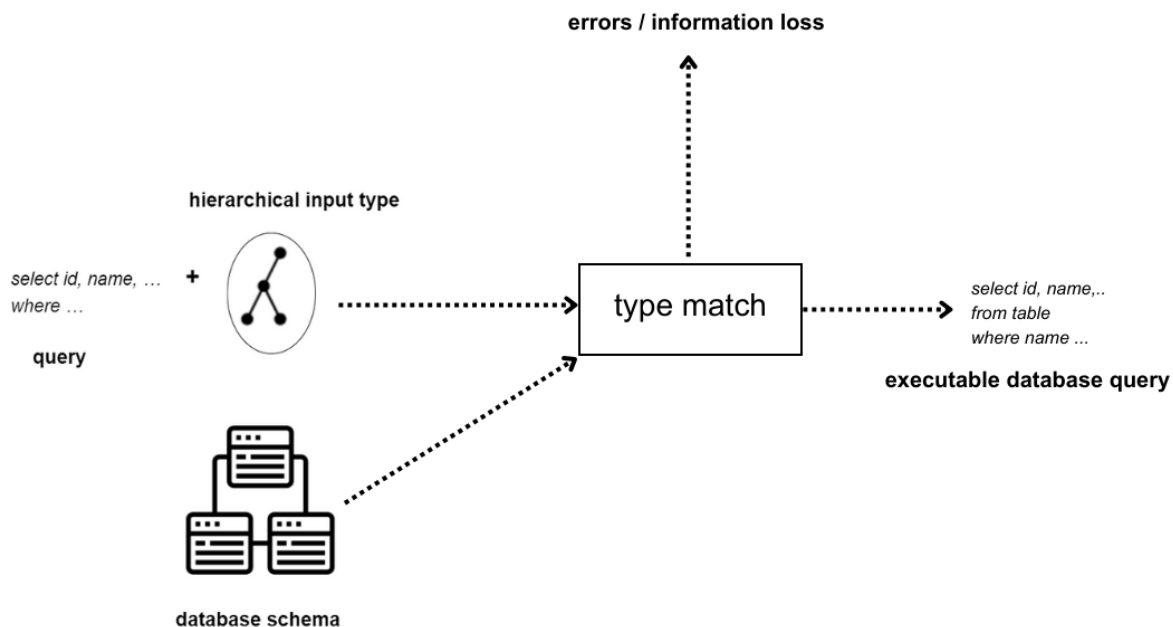 errors / information loss
hierarchical input type
select id, name, …
+
where …
query
type match
select id, name,..
from table
where name ...
executable database query
database schema